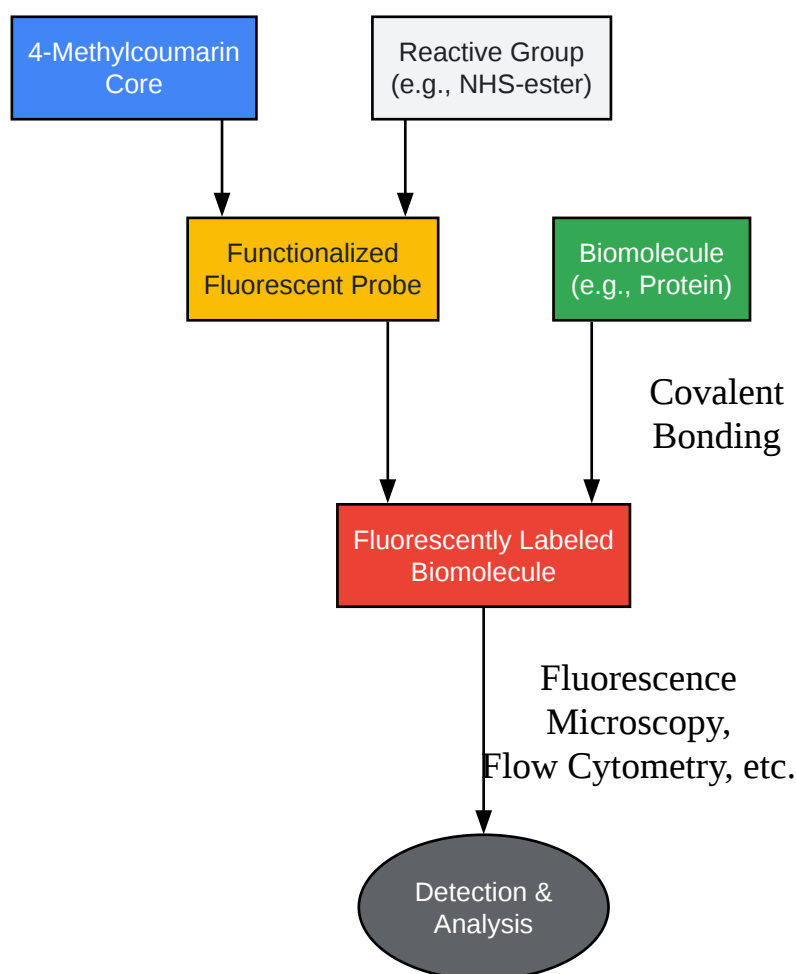 4-Methylcoumarin
Core
Reactive Group
(e.g., NHS-ester)
Functionalized
Fluorescent Probe
Biomolecule
(e.g., Protein)
Covalent
Bonding
Fluorescently Labeled
Biomolecule
Fluorescence
Microscopy,
Flow Cytometry, etc.
Detection &
Analysis